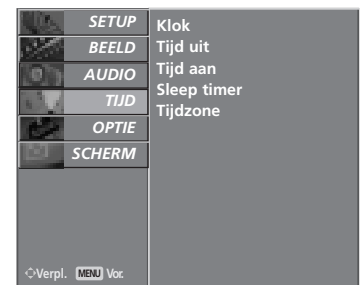 SETUP
BEELD
AUDIO
TIJD
OPTIE
SCHERM
Klok
Tijd uit
Tijd aan
Sleep timer
Tijdzone
Verpl. MENU Vor.